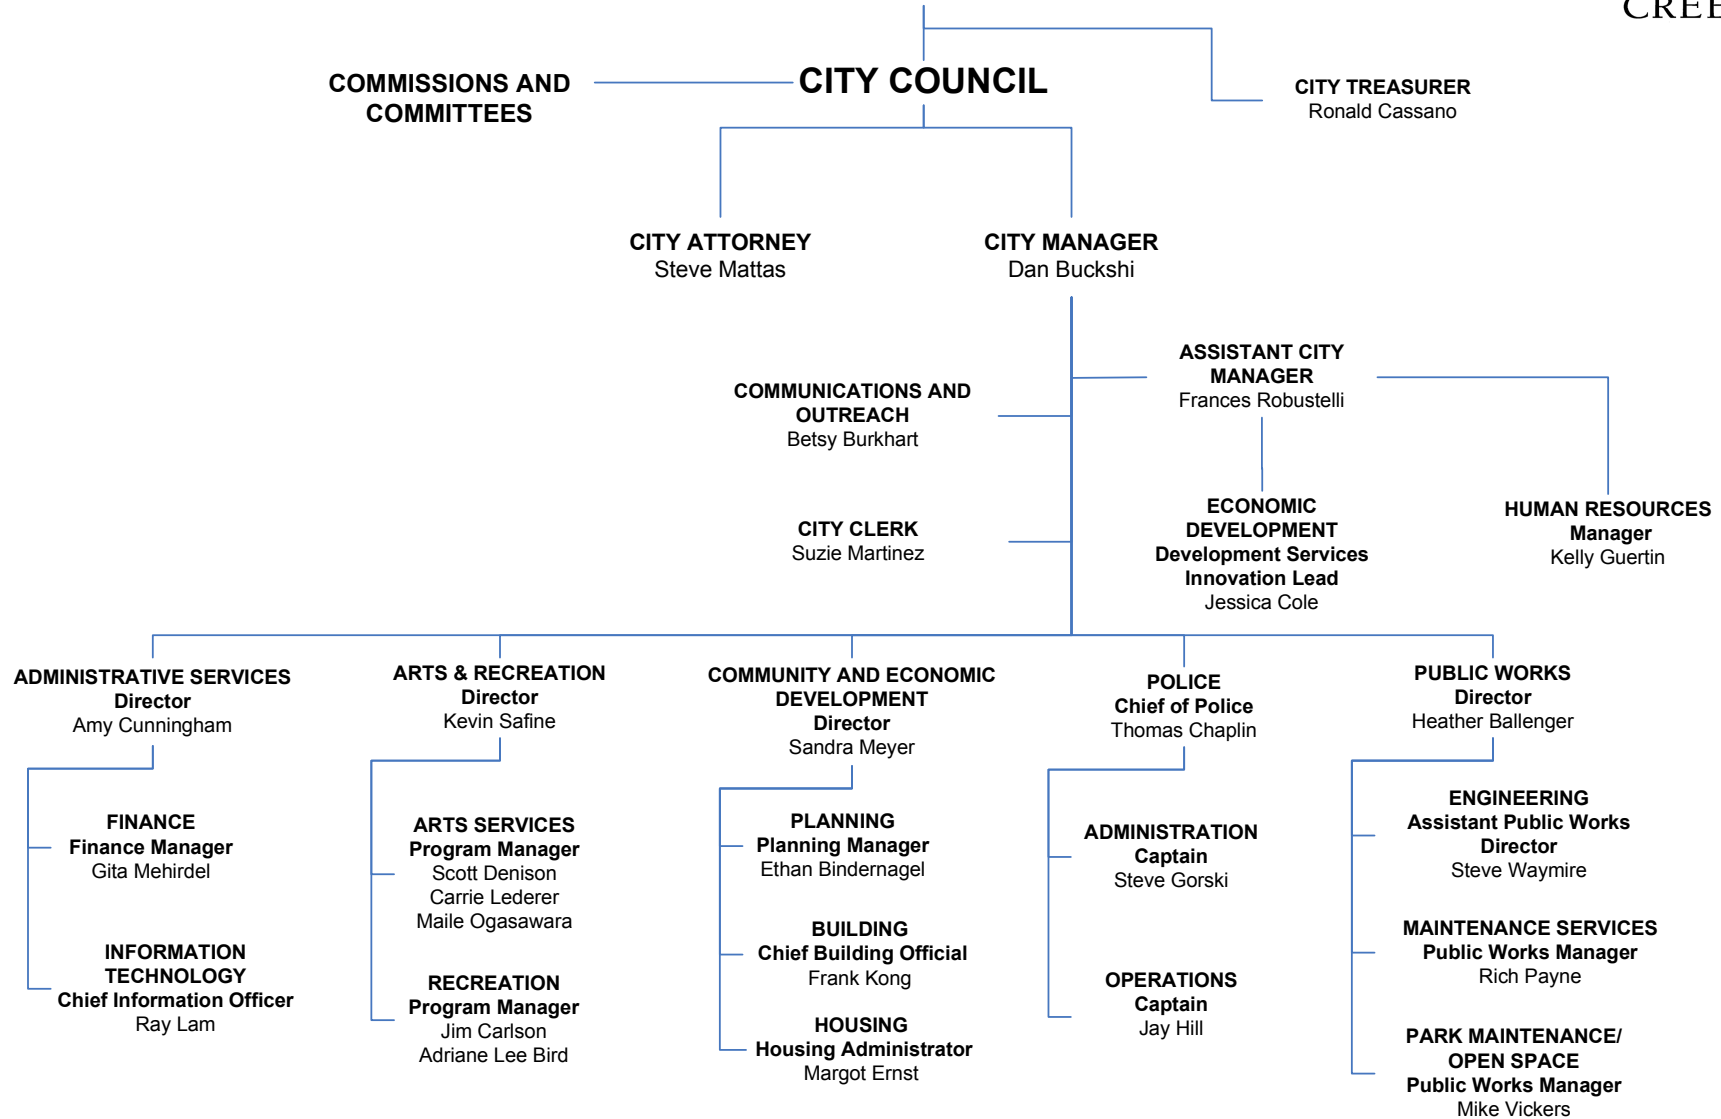 CITY COUNCIL
COMMISSIONS AND
COMMITTEES
CITY TREASURER
Ronald Cassano
CITY ATTORNEY
Steve Mattas
CITY MANAGER
Dan Buckshi
ASSISTANT CITY
MANAGER
Frances Robustelli
COMMUNICATIONS AND
OUTREACH
Betsy Burkhart
CITY CLERK
Suzie Martinez
ECONOMIC
DEVELOPMENT
Development Services
Innovation Lead
Jessica Cole
HUMAN RESOURCES
Manager
Kelly Guertin
ADMINISTRATIVE SERVICES
Director
Amy Cunningham
FINANCE
Finance Manager
Gita Mehirdel
INFORMATION
TECHNOLOGY
Chief Information Officer
Ray Lam
ARTS & RECREATION
Director
Kevin Safine
ARTS SERVICES
Program Manager
Scott Denison
Carrie Lederer
Maile Ogasawara
RECREATION
Program Manager
Jim Carlson
Adriane Lee Bird
COMMUNITY AND ECONOMIC
DEVELOPMENT
Director
Sandra Meyer
PLANNING
Planning Manager
Ethan Bindernagel
BUILDING
Chief Building Official
Frank Kong
HOUSING
Housing Administrator
Margot Ernst
POLICE
Chief of Police
Thomas Chaplin
ADMINISTRATION
Captain
Steve Gorski
OPERATIONS
Captain
Jay Hill
PUBLIC WORKS
Director
Heather Ballenger
ENGINEERING
Assistant Public Works
Director
Steve Waymire
MAINTENANCE SERVICES
Public Works Manager
Rich Payne
PARK MAINTENANCE/
OPEN SPACE
Public Works Manager
Mike Vickers